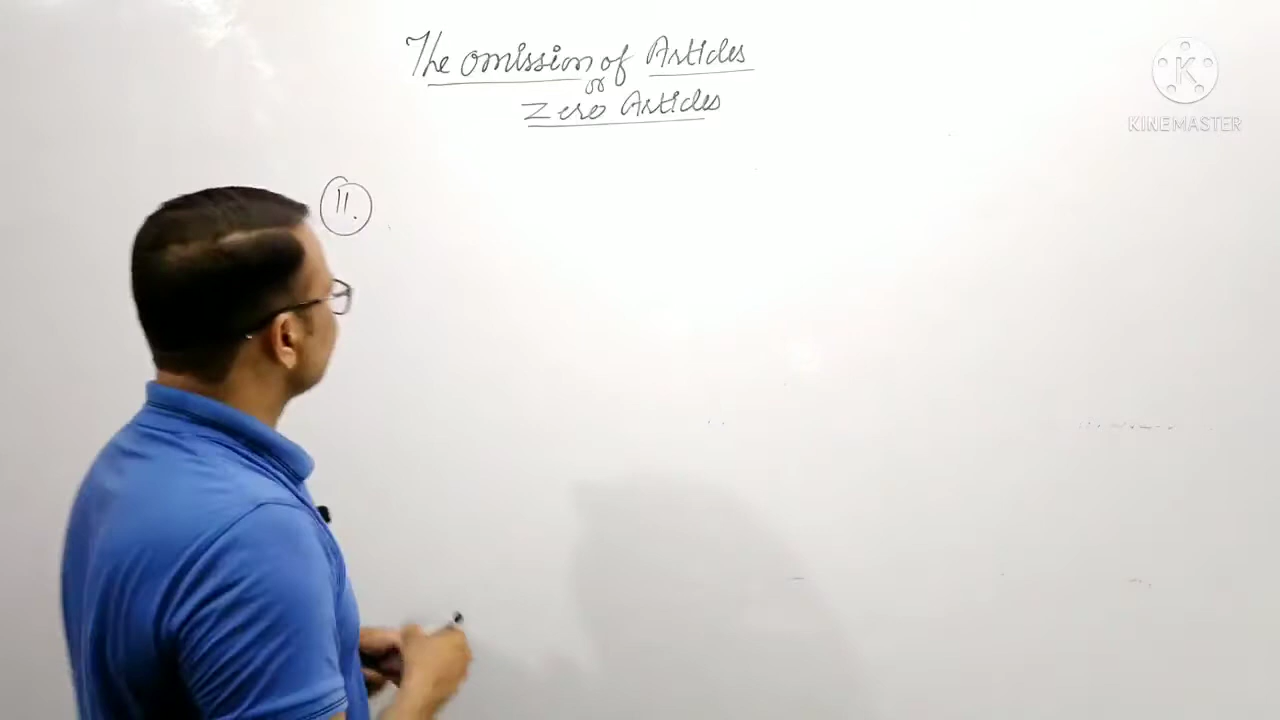 The omission of Articles
or
Zero Articles
11.
K
KINEMASTER